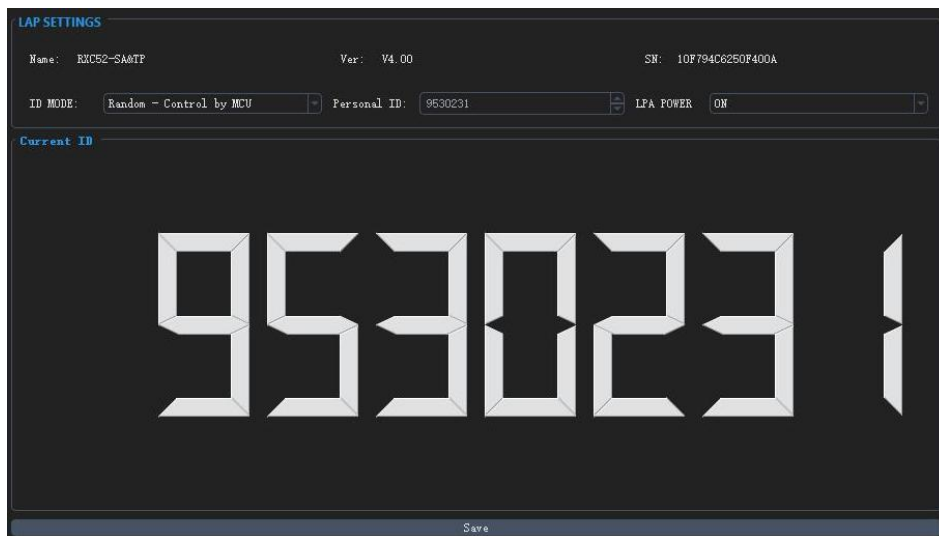 LAP SETTINGS
Name: RXC52-SA&TP Ver: V4.00 SN: 10F794C6250F400A
ID MODE: Random - Control by MCU Personal ID: 9530231 LPA POWER ON
Current ID
9530231
Save